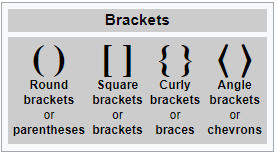 Brackets
( ) [ ] { } ⟨ ⟩
Round Square Curly Angle
brackets brackets brackets brackets
or or or or
parentheses brackets braces chevrons